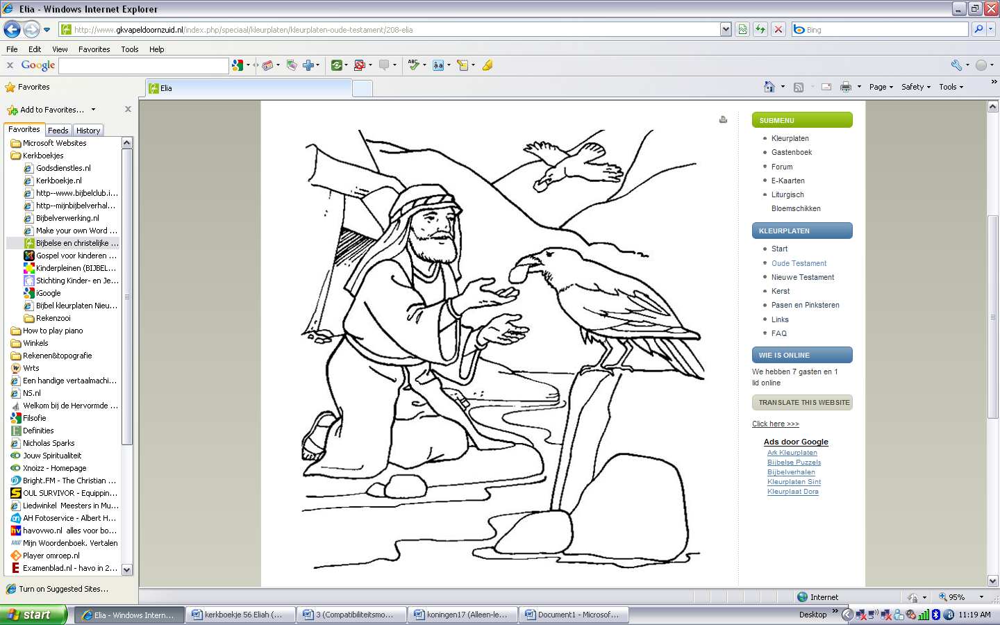 Elia - Windows Internet Explorer
http://www.gkvapeldoornzuid.nl/index.php/speciaal/kleurplaten/kleurplaten-oude-testament/208-elia
Bing
File Edit View Favorites Tools Help
x Google
ABC
âa
Favorites
Elia
Page Safety Tools
Add to Favorites...
Favorites Feeds History
Microsoft Websites
Kerkboekjes
Godsdienstles.nl
Kerkboekje.nl
http--www.bijbelclub.i...
http--mijnbijbelverhal...
Bijbelverwerking.nl
Make your own Word ...
Bijbelse en christelijke ...
Gospel voor kinderen ...
Kinderpleinen (BIJBEL...
Stichting Kinder- en Je...
iGoogle
Bijbel kleurplaten Nieu...
Rekenzooi
How to play piano
Winkels
Rekenen&topografie
Wrts
Een handige vertaalmachi...
NS.nl
Welkom bij de Hervormde ...
Filsofie
Definities
Nicholas Sparks
Jouw Spiritualiteit
Xnoizz - Homepage
Bright.FM - The Christian ...
OUL SURVIVOR - Equippin...
Liedwinkel Meesters in Mu...
AH Fotoservice - Albert H...
havovwo.nl alles voor bo...
Mijn Woordenboek. Vertalen
Player omroep.nl
Examenblad.nl - havo in 2...
Turn on Suggested Sites...
SUBMENU
Kleurplaten
Gastenboek
Forum
E-Kaarten
Liturgisch
Bloemschikken
KLEURPLATEN
Start
Oude Testament
Nieuwe Testament
Kerst
Pasen en Pinksteren
Links
FAQ
WIE IS ONLINE
We hebben 7 gasten en 1
lid online
TRANSLATE THIS WEBSITE
Click here >>>
Ads door Google
Ark Kleurplaten
Bijbelse Puzzels
Bijbelverhalen
Kleurplaten Sint
Kleurplaat Dora
Internet
95%
start
Elia - Windows Intern...
kerkboekje 56 Eliah (...
3 (Compatibiliteitsmo...
koningen17 (Alleen-le...
Document1 - Microsof...
Desktop
11:19 AM